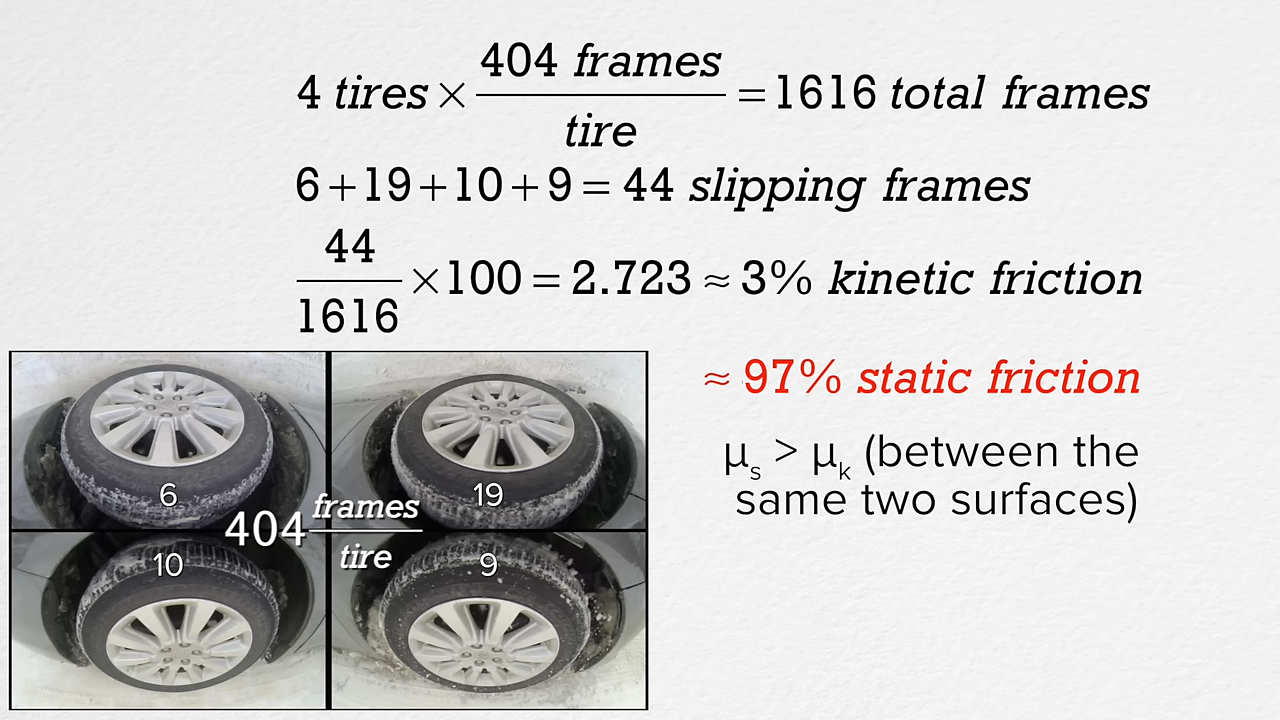 4 tires × 404 frames / tire = 1616 total frames
6 + 19 + 10 + 9 = 44 slipping frames
44 / 1616 × 100 = 2.723 ≈ 3% kinetic friction
≈ 97% static friction
μs > μk (between the
same two surfaces)
6
19
404 frames / tire
10
9